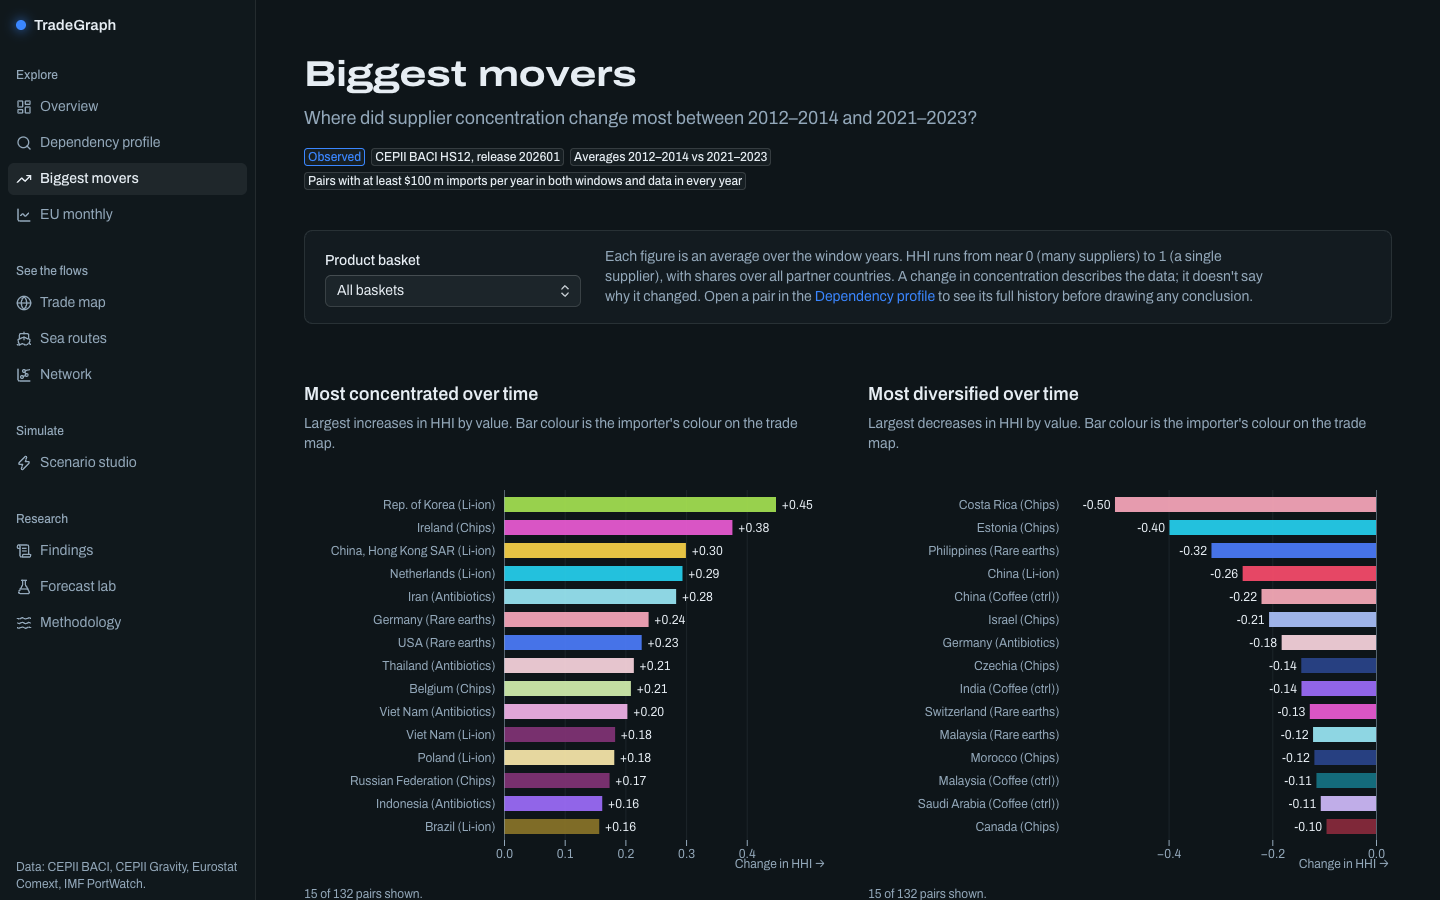 TradeGraph
Explore
Overview
Dependency profile
Biggest movers
EU monthly
See the flows
Trade map
Sea routes
Network
Simulate
Scenario studio
Research
Findings
Forecast lab
Methodology
Data: CEPII BACI, CEPII Gravity, Eurostat
Comext, IMF PortWatch.
Biggest movers
Where did supplier concentration change most between 2012–2014 and 2021–2023?
Observed
CEPII BACI HS12, release 202601
Averages 2012–2014 vs 2021–2023
Pairs with at least $100 m imports per year in both windows and data in every year
Product basket
All baskets
Each figure is an average over the window years. HHI runs from near 0 (many suppliers) to 1 (a single
supplier), with shares over all partner countries. A change in concentration describes the data; it doesn't say
why it changed. Open a pair in the Dependency profile to see its full history before drawing any conclusion.
Most concentrated over time
Largest increases in HHI by value. Bar colour is the importer's colour on the trade
map.
Rep. of Korea (Li-ion) +0.45
Ireland (Chips) +0.38
China, Hong Kong SAR (Li-ion) +0.30
Netherlands (Li-ion) +0.29
Iran (Antibiotics) +0.28
Germany (Rare earths) +0.24
USA (Rare earths) +0.23
Thailand (Antibiotics) +0.21
Belgium (Chips) +0.21
Viet Nam (Antibiotics) +0.20
Viet Nam (Li-ion) +0.18
Poland (Li-ion) +0.18
Russian Federation (Chips) +0.17
Indonesia (Antibiotics) +0.16
Brazil (Li-ion) +0.16
0.0 0.1 0.2 0.3 0.4
Change in HHI →
15 of 132 pairs shown.
Most diversified over time
Largest decreases in HHI by value. Bar colour is the importer's colour on the trade
map.
Costa Rica (Chips) -0.50
Estonia (Chips) -0.40
Philippines (Rare earths) -0.32
China (Li-ion) -0.26
China (Coffee (ctrl)) -0.22
Israel (Chips) -0.21
Germany (Antibiotics) -0.18
Czechia (Chips) -0.14
India (Coffee (ctrl)) -0.14
Switzerland (Rare earths) -0.13
Malaysia (Rare earths) -0.12
Morocco (Chips) -0.12
Malaysia (Coffee (ctrl)) -0.11
Saudi Arabia (Coffee (ctrl)) -0.11
Canada (Chips) -0.10
−0.4 −0.2 0.0
Change in HHI →
15 of 132 pairs shown.